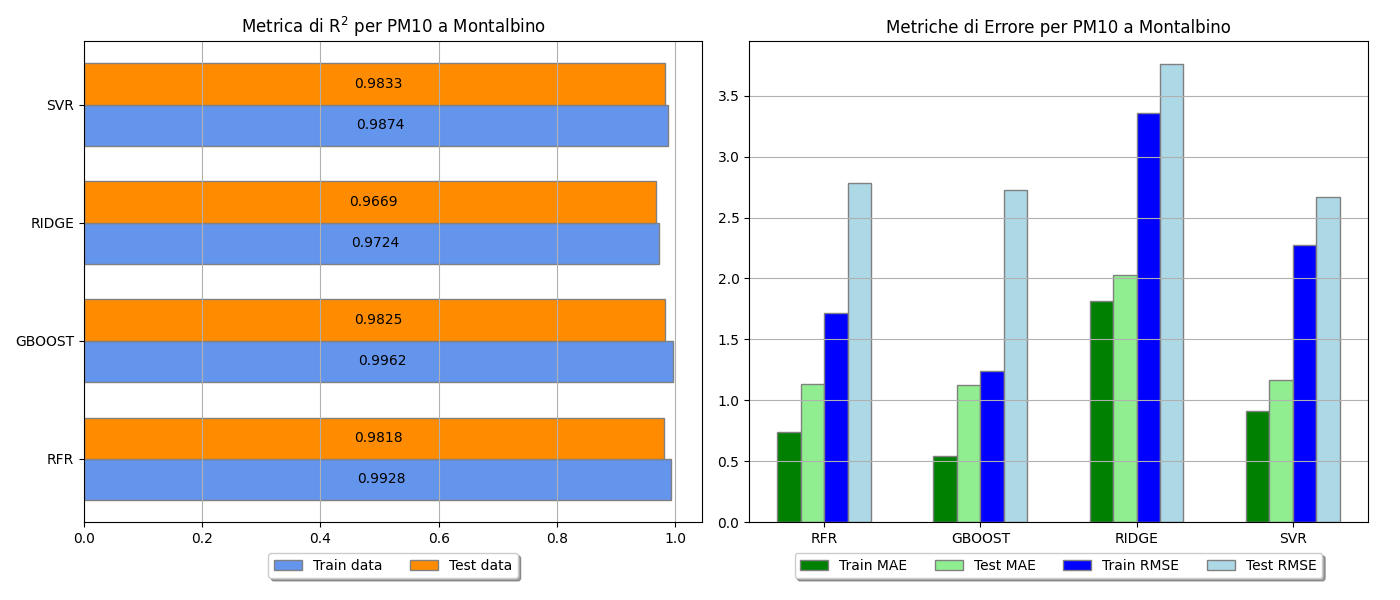 Metrica di R² per PM10 a Montalbino
SVR
0.9833
0.9874
RIDGE
0.9669
0.9724
GBOOST
0.9825
0.9962
RFR
0.9818
0.9928
0.0 0.2 0.4 0.6 0.8 1.0
Train data Test data
Metriche di Errore per PM10 a Montalbino
3.5
3.0
2.5
2.0
1.5
1.0
0.5
0.0
RFR GBOOST RIDGE SVR
Train MAE Test MAE Train RMSE Test RMSE